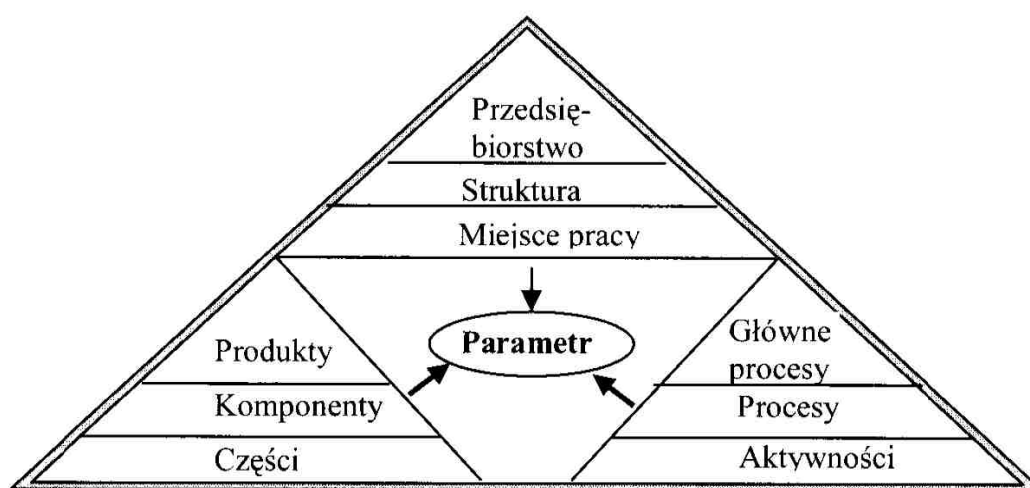 Przedsię-
biorstwo
Struktura
Miejsce pracy
Parametr
Produkty
Komponenty
Części
Główne
procesy
Procesy
Aktywności